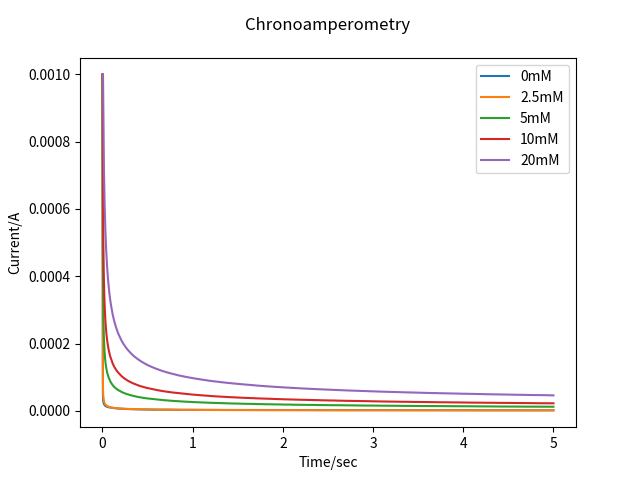 Chronoamperometry
0.0010
0.0008
0.0006
0.0004
0.0002
0.0000
Current/A
0mM
2.5mM
5mM
10mM
20mM
0 1 2 3 4 5
Time/sec